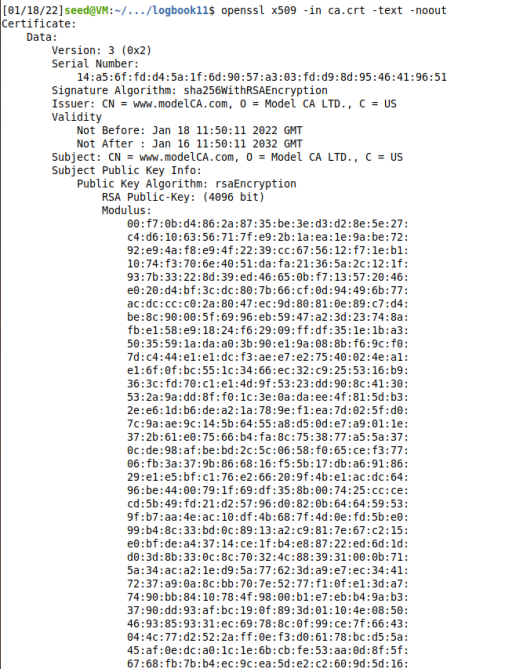 [01/18/22]seed@VM:~/.../logbook11$ openssl x509 -in ca.crt -text -noout
Certificate:
    Data:
        Version: 3 (0x2)
        Serial Number:
            14:a5:6f:fd:d4:5a:1f:6d:90:57:a3:03:fd:d9:8d:95:46:41:96:51
        Signature Algorithm: sha256WithRSAEncryption
        Issuer: CN = www.modelCA.com, O = Model CA LTD., C = US
        Validity
            Not Before: Jan 18 11:50:11 2022 GMT
            Not After : Jan 16 11:50:11 2032 GMT
        Subject: CN = www.modelCA.com, O = Model CA LTD., C = US
        Subject Public Key Info:
            Public Key Algorithm: rsaEncryption
                RSA Public-Key: (4096 bit)
                Modulus:
                    00:f7:0b:d4:86:2a:87:35:be:3e:d3:d2:8e:5e:27:
                    c4:d6:10:63:56:71:7f:e9:2b:1a:ea:1e:9a:be:72:
                    92:e9:4a:f8:e9:4f:22:39:cc:67:56:12:f7:1e:b1:
                    10:74:f3:70:6e:40:51:da:fa:21:36:5a:2c:12:1f:
                    93:7b:33:22:8d:39:ed:46:65:0b:f7:13:57:20:46:
                    e0:20:d4:bf:3c:dc:80:7b:66:cf:0d:94:49:6b:77:
                    ac:dc:cc:c0:2a:80:47:ec:9d:80:81:0e:89:c7:d4:
                    be:8c:90:00:5f:69:96:eb:59:47:a2:3d:23:74:8a:
                    fb:e1:58:e9:18:24:f6:29:09:ff:df:35:1e:1b:a3:
                    50:35:59:1a:da:a0:3b:90:e1:9a:08:8b:f6:9c:f0:
                    7d:c4:44:e1:e1:dc:f3:ae:e7:e2:75:40:02:4e:a1:
                    e1:6f:0f:bc:55:1c:34:66:ec:32:c9:25:53:16:b9:
                    36:3c:fd:70:c1:e1:4d:9f:53:23:dd:90:8c:41:30:
                    53:2a:9a:dd:8f:f0:1c:3e:0a:da:ee:4f:81:5d:b3:
                    2e:e6:1d:b6:de:a2:1a:78:9e:f1:ea:7d:02:5f:d0:
                    7c:9a:ae:9c:14:5b:64:55:a8:d5:0d:e7:a9:01:1e:
                    37:2b:61:e0:75:66:b4:fa:8c:75:38:77:a5:5a:37:
                    0c:de:98:af:be:bd:2c:5c:06:58:f0:65:ce:f3:77:
                    06:fb:3a:37:9b:86:68:16:f5:5b:17:db:a6:91:86:
                    29:e1:e5:bf:c1:76:e2:66:20:9f:4b:e1:ac:dc:64:
                    96:be:44:00:79:1f:69:df:35:8b:00:74:25:cc:ce:
                    cd:5b:49:fd:21:d2:57:96:d0:82:0b:64:64:59:53:
                    9f:b7:aa:4e:ac:10:df:4b:68:7f:4d:0e:fd:5b:e0:
                    99:b4:8c:33:bd:0c:89:13:a2:c9:81:7e:67:c2:15:
                    e0:bf:de:a4:37:14:ce:1f:b4:e8:87:22:ed:6d:1d:
                    d0:3d:8b:33:0c:8c:70:32:4c:88:39:31:00:0b:71:
                    5a:34:ac:a2:1e:d9:5a:77:62:3d:a9:e7:ec:34:41:
                    72:37:a9:0a:8c:bb:70:7e:52:77:f1:0f:e1:3d:a7:
                    74:90:bb:84:10:78:4f:98:00:b1:e7:eb:b4:9a:b3:
                    37:90:dd:93:af:bc:19:0f:89:3d:01:10:4e:08:50:
                    46:93:85:93:31:ec:69:78:8c:0f:99:ce:7f:66:43:
                    04:4c:77:d2:52:2a:ff:0e:f3:d0:61:78:bc:d5:5a:
                    45:af:0e:dc:a0:1c:1e:6b:cb:fe:53:aa:0d:8f:5f:
                    67:68:fb:7b:b4:ec:9c:ea:5d:e2:c2:60:9d:5d:16: